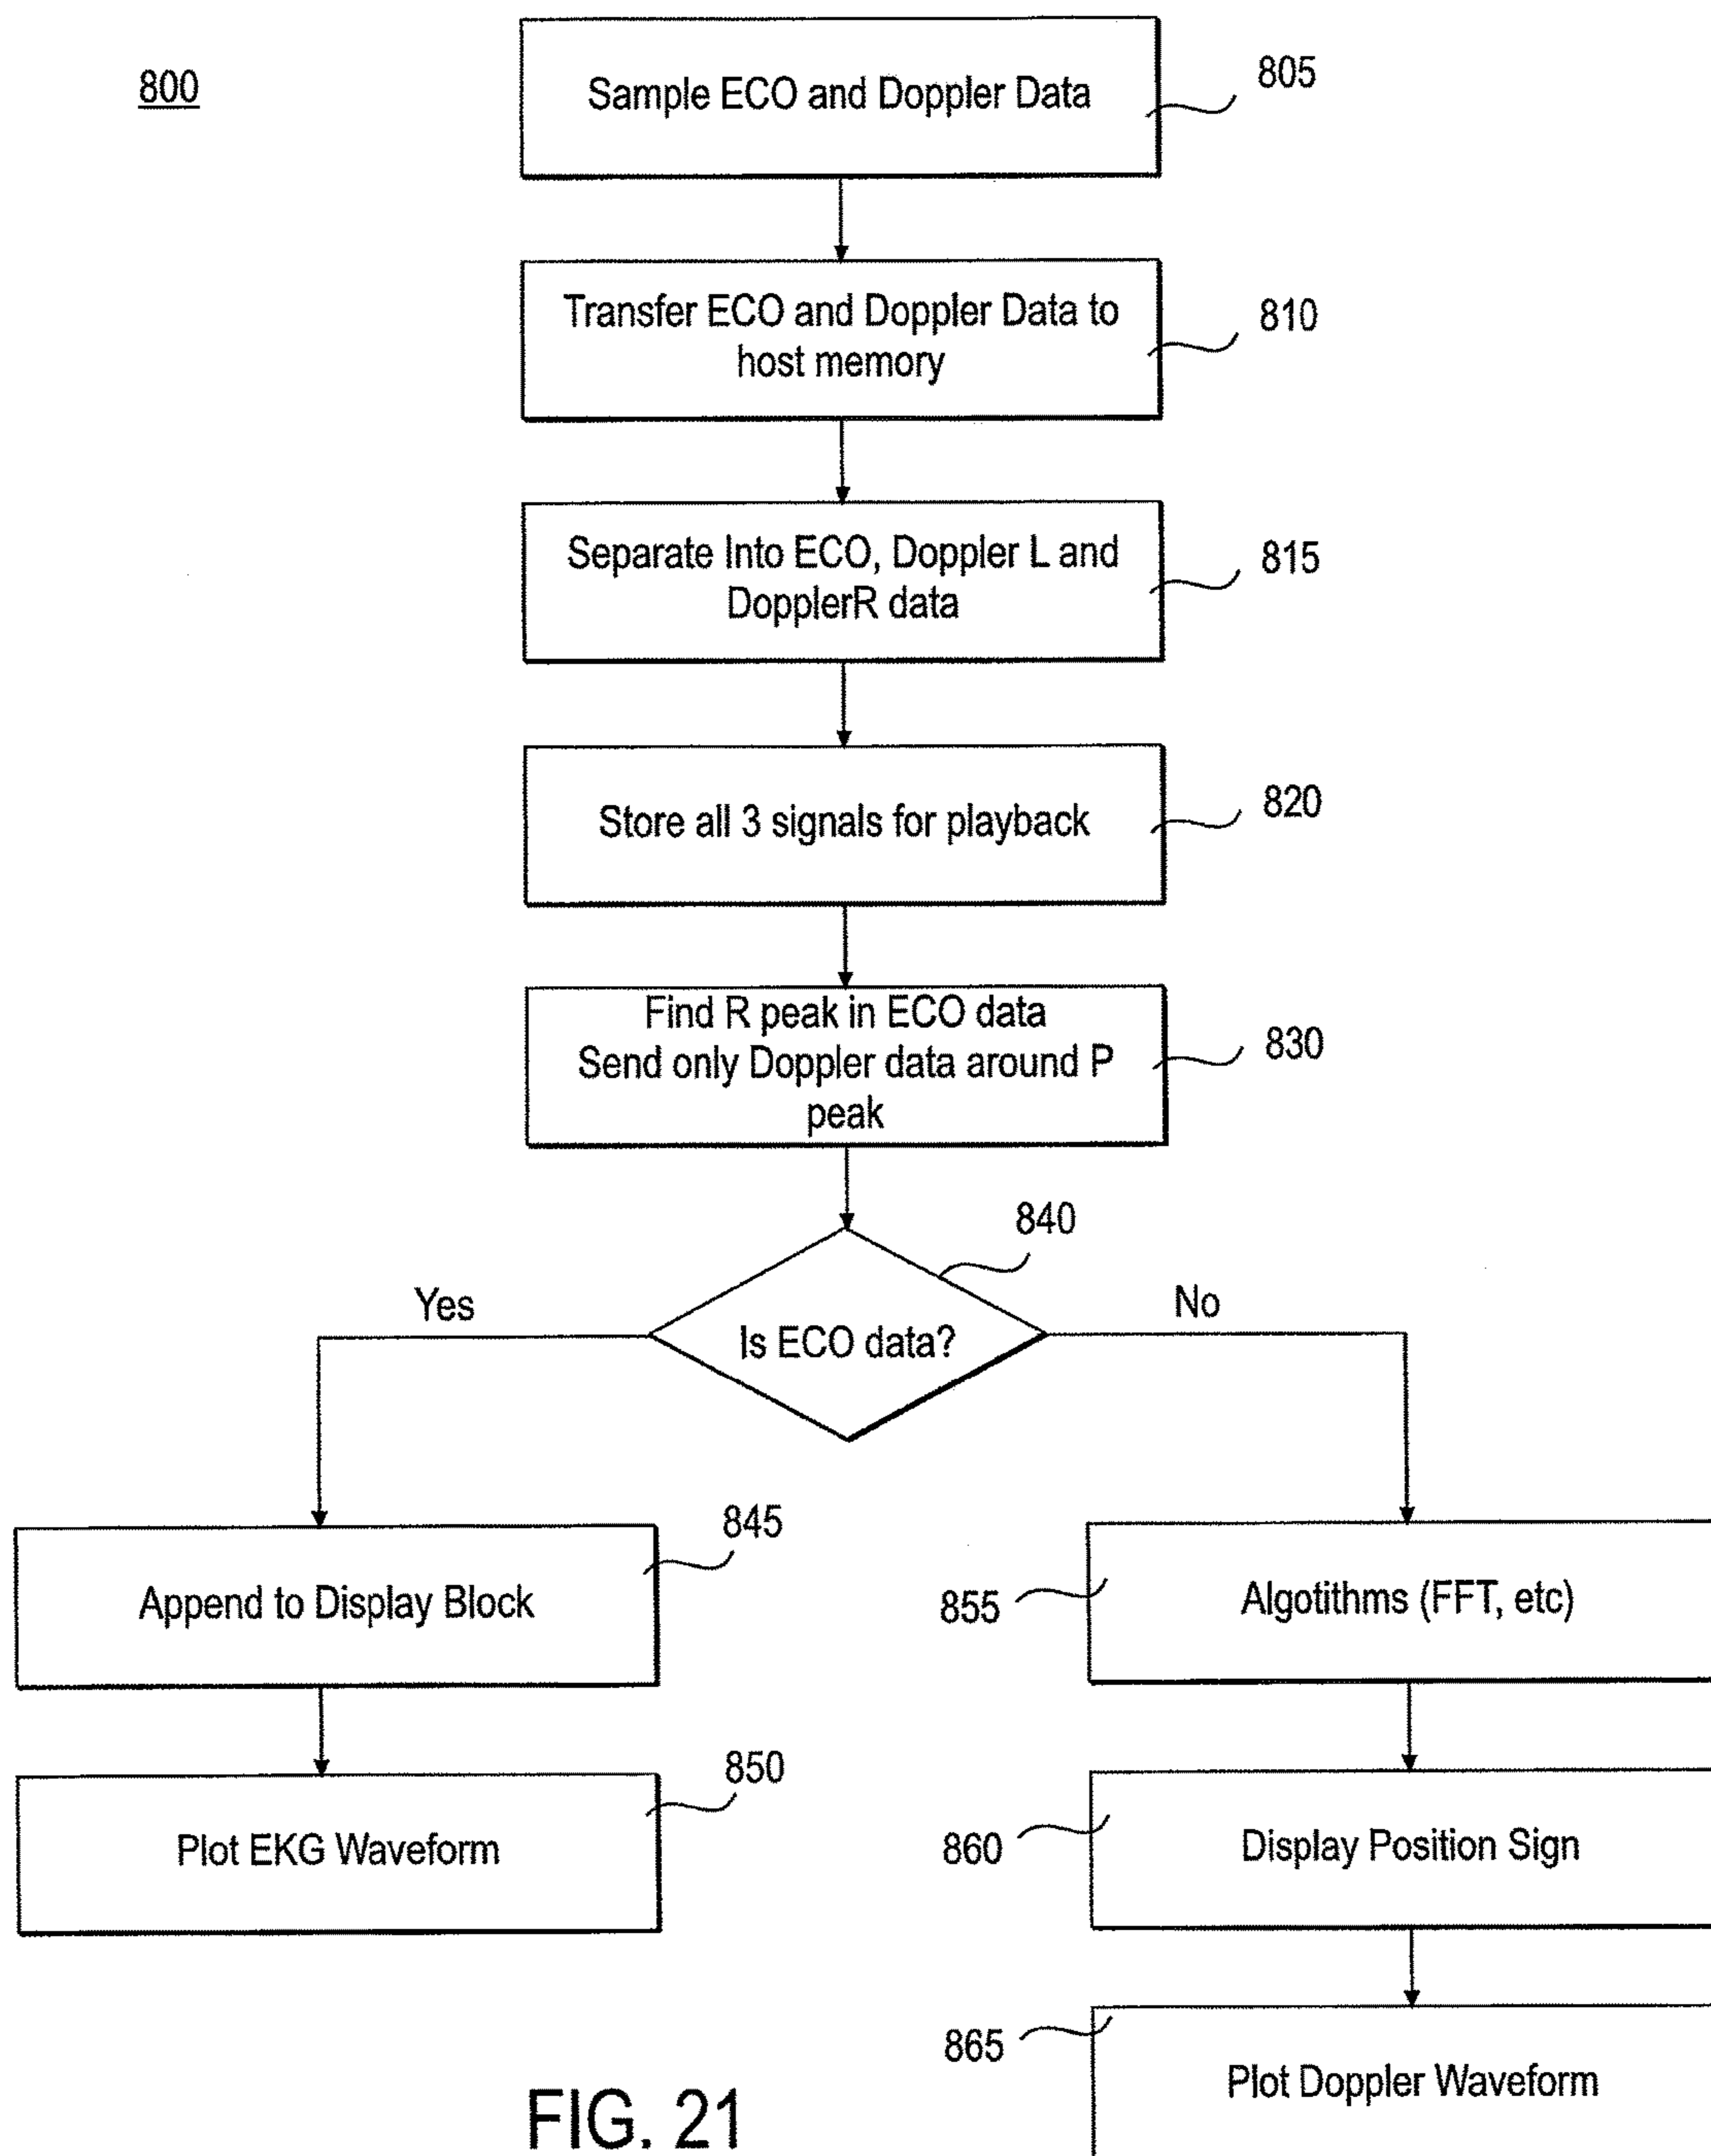 800
Sample ECO and Doppler Data
805
Transfer ECO and Doppler Data to
host memory
810
Separate Into ECO, Doppler L and
DopplerR data
815
Store all 3 signals for playback
820
Find R peak in ECO data
Send only Doppler data around P
peak
830
840
Yes
No
Is ECO data?
845
Append to Display Block
855
Algotithms (FFT, etc)
850
Plot EKG Waveform
860
Display Position Sign
865
Plot Doppler Waveform
FIG. 21